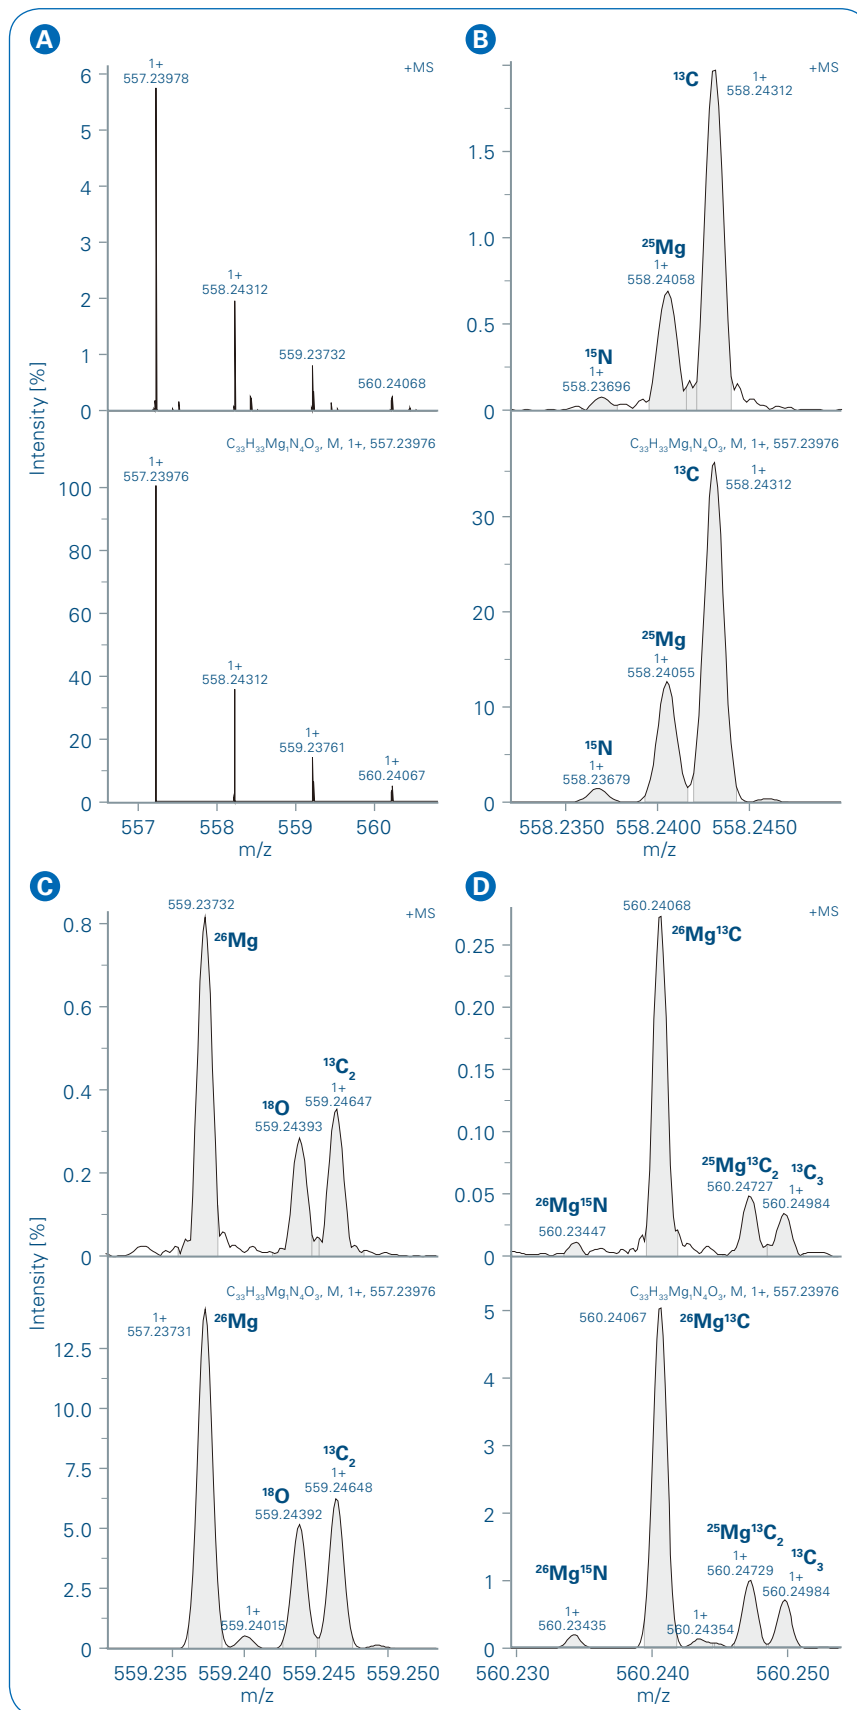 A
Intensity [%]
+MS
6
5
4
3
2
1
0
1+
557.23978
1+
558.24312
559.23732
560.24068
C₃₃H₃₃Mg₁N₄O₃, M, 1+, 557.23976
100
80
60
40
20
0
1+
557.23976
1+
558.24312
1+
559.23761
1+
560.24067
557 558 559 560
m/z
B
+MS
1.5
1.0
0.5
0
¹³C
1+
558.24312
²⁵Mg
1+
558.24058
¹⁵N
1+
558.23696
C₃₃H₃₃Mg₁N₄O₃, M, 1+, 557.23976
30
20
10
0
¹³C
1+
558.24312
²⁵Mg
1+
558.24055
¹⁵N
1+
558.23679
558.2350 558.2400 558.2450
m/z
C
Intensity [%]
+MS
0.8
0.6
0.4
0.2
0
559.23732
²⁶Mg
¹³C₂
1+
559.24647
¹⁸O
559.24393
C₃₃H₃₃Mg₁N₄O₃, M, 1+, 557.23976
12.5
10.0
7.5
5.0
2.5
0
1+
557.23731
²⁶Mg
¹³C₂
1+
559.24648
¹⁸O
559.24392
1+
559.24015
559.235 559.240 559.245 559.250
m/z
D
+MS
0.25
0.20
0.15
0.10
0.05
0
560.24068
²⁶Mg¹³C
²⁵Mg¹³C₂
560.24727
¹³C₃
1+
560.24984
²⁶Mg¹⁵N
560.23447
C₃₃H₃₃Mg₁N₄O₃, M, 1+, 557.23976
5
4
3
2
1
0
560.24067
²⁶Mg¹³C
²⁵Mg¹³C₂
1+
560.24729
¹³C₃
1+
560.24984
²⁶Mg¹⁵N
1+
560.23435
1+
560.24354
560.230 560.240 560.250
m/z